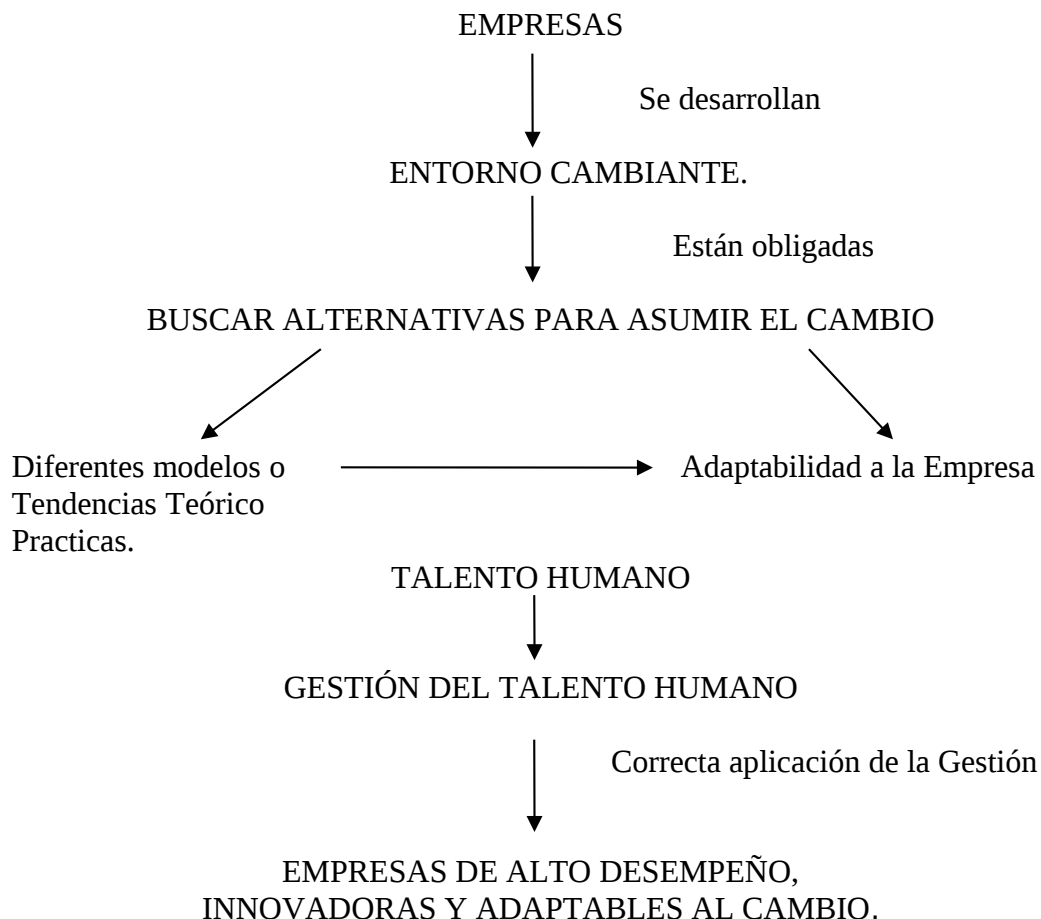 EMPRESAS
Se desarrollan
ENTORNO CAMBIANTE.
Están obligadas
BUSCAR ALTERNATIVAS PARA ASUMIR EL CAMBIO
Diferentes modelos o
Tendencias Teórico
Practicas.
Adaptabilidad a la Empresa
TALENTO HUMANO
GESTIÓN DEL TALENTO HUMANO
Correcta aplicación de la Gestión
EMPRESAS DE ALTO DESEMPEÑO,
INNOVADORAS Y ADAPTABLES AL CAMBIO.